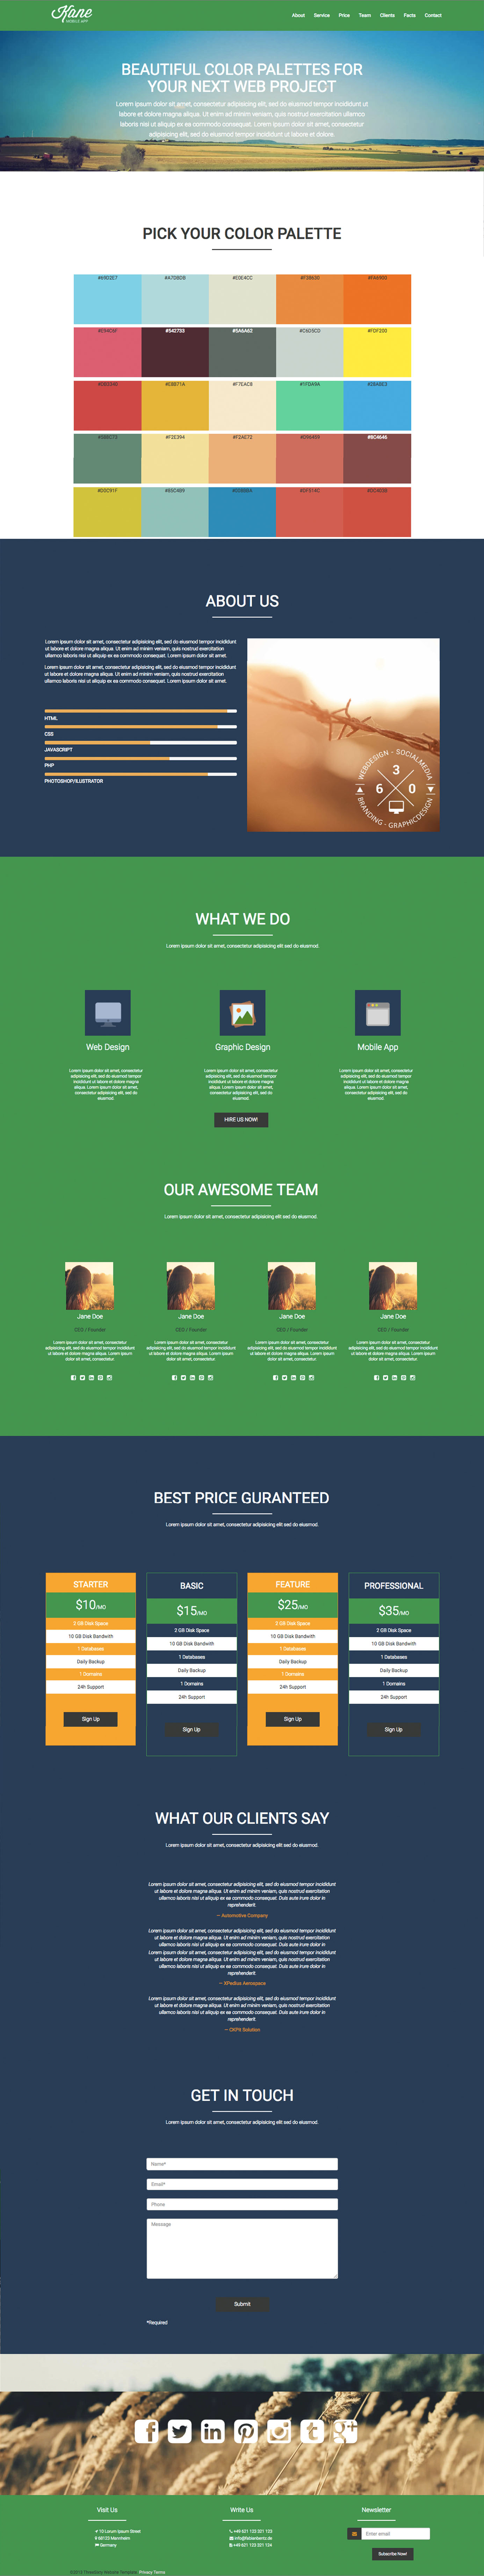 Kane
MOBILE APP
About Service Price Team Clients Facts Contact
BEAUTIFUL COLOR PALETTES FOR
YOUR NEXT WEB PROJECT
Lorem ipsum dolor sit amet, consectetur adipisicing elit, sed do eiusmod tempor incididunt ut
labore et dolore magna aliqua. Ut enim ad minim veniam, quis nostrud exercitation ullamco
laboris nisi ut aliquip ex ea commodo consequat. Lorem ipsum dolor sit amet, consectetur
adipisicing elit, sed do eiusmod tempor incididunt ut labore et dolore.
PICK YOUR COLOR PALETTE
#69D2E7 #A7DBDB #E0E4CC #F38630 #FA6900
#E94C6F #542733 #5A6A62 #C6D5CD #FDF200
#DB3340 #E8B71A #F7EAC8 #1FDA9A #28ABE3
#F2E394 #F2AE72 #D96459 #8C4646
#D0C91F #85C4B9 #DF514C #DC403B
ABOUT US
Lorem ipsum dolor sit amet, consectetur adipisicing elit, sed do eiusmod tempor incididunt
ut labore et dolore magna aliqua. Ut enim ad minim veniam, quis nostrud exercitation
ullamco laboris nisi ut aliquip ex ea commodo consequat. Lorem ipsum dolor sit amet.
Lorem ipsum dolor sit amet, consectetur adipisicing elit, sed do eiusmod tempor incididunt
ut labore et dolore magna aliqua. Ut enim ad minim veniam, quis nostrud exercitation
ullamco laboris nisi ut aliquip ex ea commodo consequat. Lorem ipsum dolor sit amet.
HTML
CSS
JAVASCRIPT
PHP
PHOTOSHOP/ILUSTRATOR
WEBDESIGN - SOCIALMEDIA
3
6 0
BRANDING - GRAPHICDESIGN
WHAT WE DO
Lorem ipsum dolor sit amet, consectetur adipisicing elit sed do eiusmod.
Web Design
Lorem ipsum dolor sit amet, consectetur
adipisicing elit, sed do eiusmod tempor
incididunt ut labore et dolore magna
aliqua. Lorem ipsum dolor sit amet,
consectetur adipisicing elit, sed do
eiusmod.
Graphic Design
Lorem ipsum dolor sit amet, consectetur
adipisicing elit, sed do eiusmod tempor
incididunt ut labore et dolore magna
aliqua. Lorem ipsum dolor sit amet,
consectetur adipisicing elit, sed do
eiusmod.
Mobile App
Lorem ipsum dolor sit amet, consectetur
adipisicing elit, sed do eiusmod tempor
incididunt ut labore et dolore magna
aliqua. Lorem ipsum dolor sit amet,
consectetur adipisicing elit, sed do
eiusmod.
HIRE US NOW!
OUR AWESOME TEAM
Lorem ipsum dolor sit amet, consectetur adipisicing elit sed do eiusmod.
Jane Doe
CEO / Founder
Lorem ipsum dolor sit amet, consectetur
adipisicing elit, sed do eiusmod tempor incididunt
ut labore et dolore magna aliqua. Lorem ipsum
dolor sit amet, consectetur.
Jane Doe
CEO / Founder
Lorem ipsum dolor sit amet, consectetur
adipisicing elit, sed do eiusmod tempor incididunt
ut labore et dolore magna aliqua. Lorem ipsum
dolor sit amet, consectetur.
Jane Doe
CEO / Founder
Lorem ipsum dolor sit amet, consectetur
adipisicing elit, sed do eiusmod tempor incididunt
ut labore et dolore magna aliqua. Lorem ipsum
dolor sit amet, consectetur.
Jane Doe
CEO / Founder
Lorem ipsum dolor sit amet, consectetur
adipisicing elit, sed do eiusmod tempor incididunt
ut labore et dolore magna aliqua. Lorem ipsum
dolor sit amet, consectetur.
BEST PRICE GURANTEED
Lorem ipsum dolor sit amet, consectetur adipisicing elit sed do eiusmod.
STARTER
$10/MO
2 GB Disk Space
10 GB Disk Bandwith
1 Databases
Daily Backup
1 Domains
24h Support
Sign Up
BASIC
$15/MO
2 GB Disk Space
10 GB Disk Bandwith
1 Databases
Daily Backup
1 Domains
24h Support
Sign Up
FEATURE
$25/MO
2 GB Disk Space
10 GB Disk Bandwith
1 Databases
Daily Backup
1 Domains
24h Support
Sign Up
PROFESSIONAL
$35/MO
2 GB Disk Space
10 GB Disk Bandwith
1 Databases
Daily Backup
1 Domains
24h Support
Sign Up
WHAT OUR CLIENTS SAY
Lorem ipsum dolor sit amet, consectetur adipisicing elit sed do eiusmod.
Lorem ipsum dolor sit amet, consectetur adipisicing elit, sed do eiusmod tempor incididunt
ut labore et dolore magna aliqua. Ut enim ad minim veniam, quis nostrud exercitation
ullamco laboris nisi ut aliquip ex ea commodo consequat. Duis aute irure dolor in
reprehenderit.
— Automotive Company
Lorem ipsum dolor sit amet, consectetur adipisicing elit, sed do eiusmod tempor incididunt
ut labore et dolore magna aliqua. Ut enim ad minim veniam, quis nostrud exercitation
ullamco laboris nisi ut aliquip ex ea commodo consequat. Duis aute irure dolor in
Lorem ipsum dolor sit amet, consectetur adipisicing elit, sed do eiusmod tempor incididunt
ut labore et dolore magna aliqua. Ut enim ad minim veniam, quis nostrud exercitation
ullamco laboris nisi ut aliquip ex ea commodo consequat. Duis aute irure dolor in
reprehenderit.
— XPedius Aerospace
Lorem ipsum dolor sit amet, consectetur adipisicing elit, sed do eiusmod tempor incididunt
ut labore et dolore magna aliqua. Ut enim ad minim veniam, quis nostrud exercitation
ullamco laboris nisi ut aliquip ex ea commodo consequat. Duis aute irure dolor in
reprehenderit.
— OKPit Solution
GET IN TOUCH
Lorem ipsum dolor sit amet, consectetur adipisicing elit sed do eiusmod.
Name*
Email*
Phone
Message
Submit
*Required
Visit Us
10 Lorum Ipsum Street
68133 Mannheim
Germany
Write Us
+49 621 123 321 123
+49 621 123 321 124
Newsletter
Enter email
Subscribe Now!
Privacy Terms